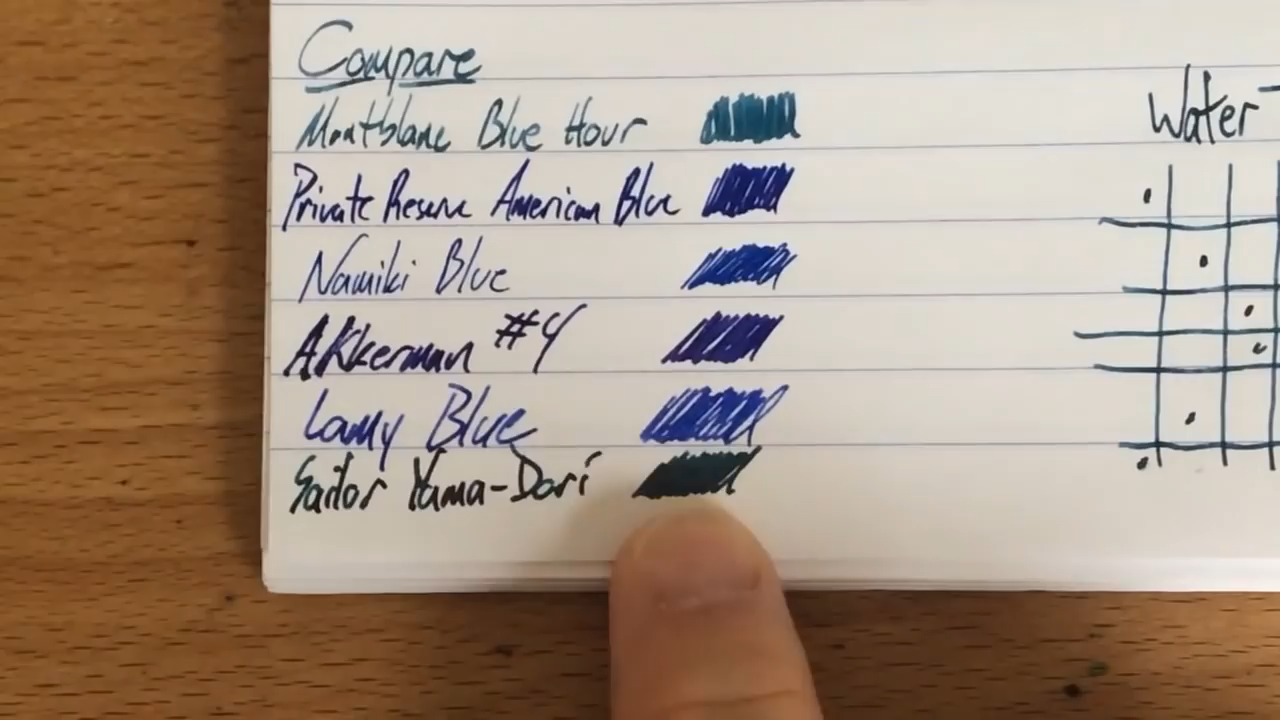 Compare
Montblanc Blue Hour
Private Reserve American Blue
Namiki Blue
Akkerman #4
Lamy Blue
Sailor Yama-Dori
Water